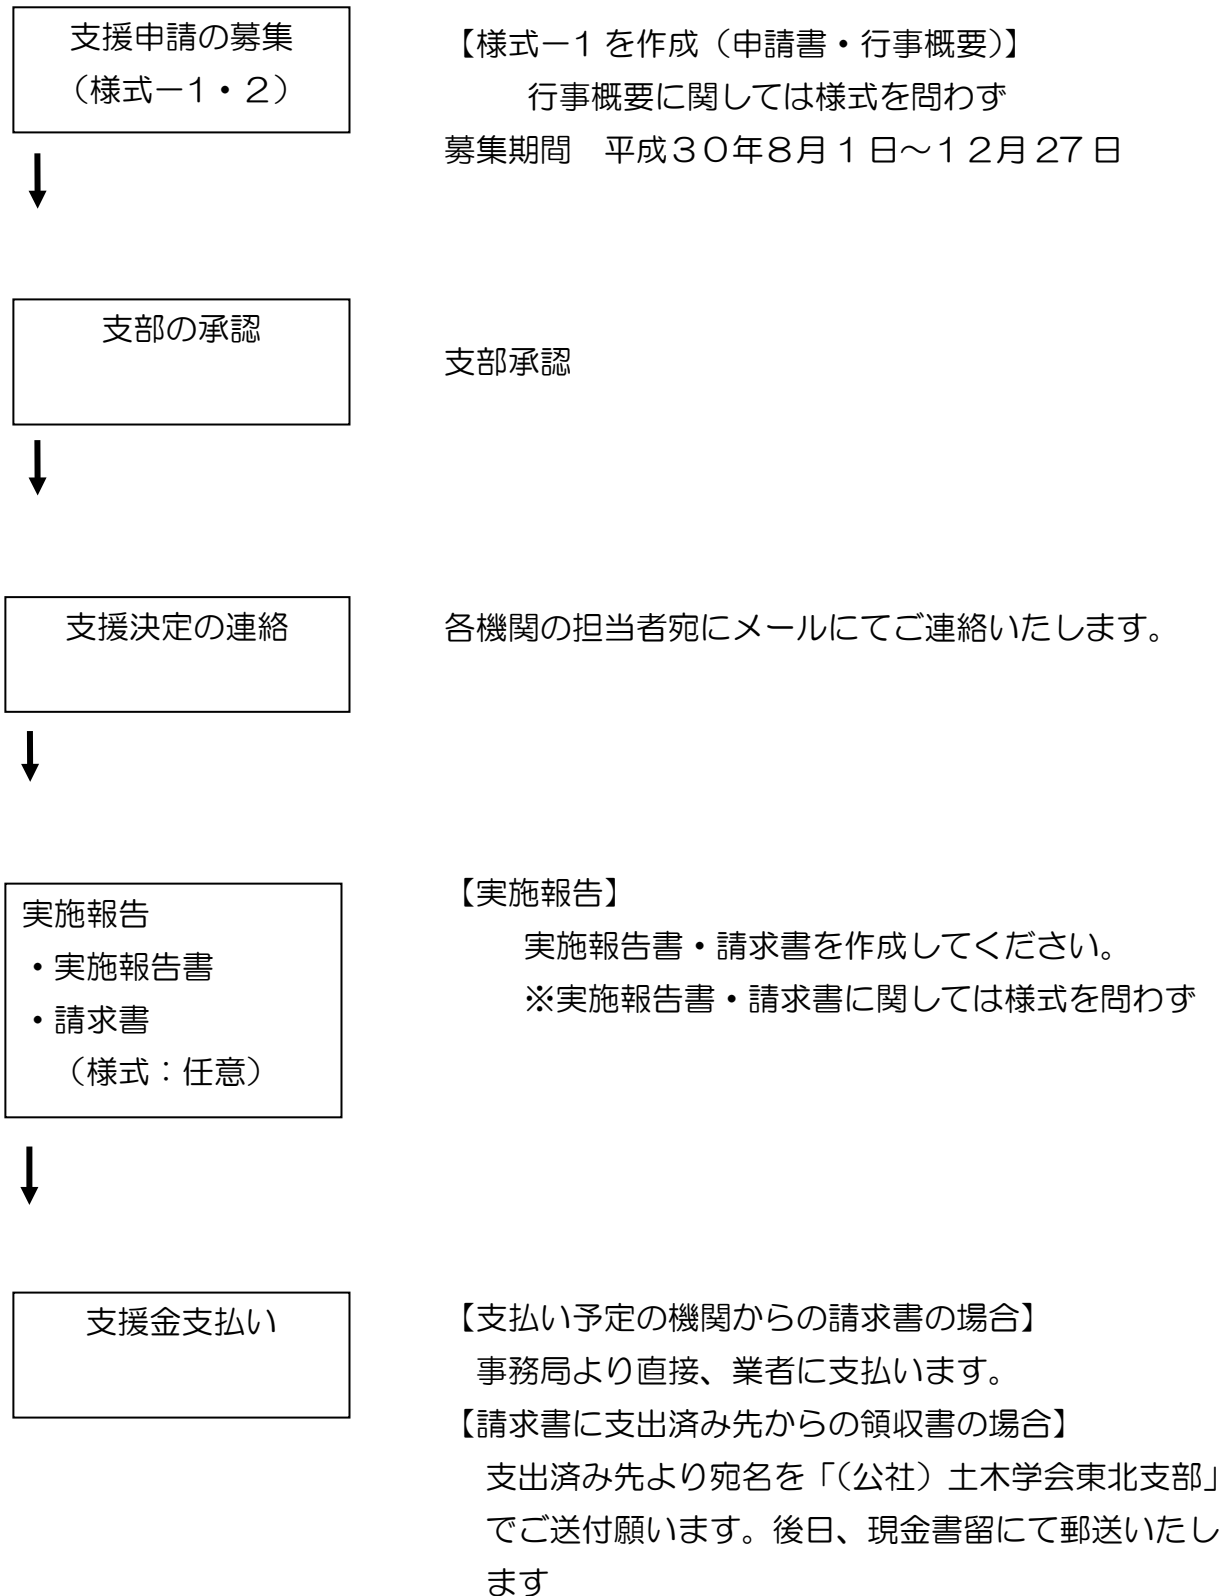 支援申請の募集
（様式－１・２）
【様式－１を作成（申請書・行事概要）】
行事概要に関しては様式を問わず
募集期間　平成３０年８月１日～１２月27日
支部の承認
支部承認
支援決定の連絡
各機関の担当者宛にメールにてご連絡いたします。
実施報告
・実施報告書
・請求書
（様式：任意）
【実施報告】
実施報告書・請求書を作成してください。
※実施報告書・請求書に関しては様式を問わず
支援金支払い
【支払い予定の機関からの請求書の場合】
事務局より直接、業者に支払います。
【請求書に支出済み先からの領収書の場合】
支出済み先より宛名を「（公社）土木学会東北支部」
でご送付願います。後日、現金書留にて郵送いたし
ます